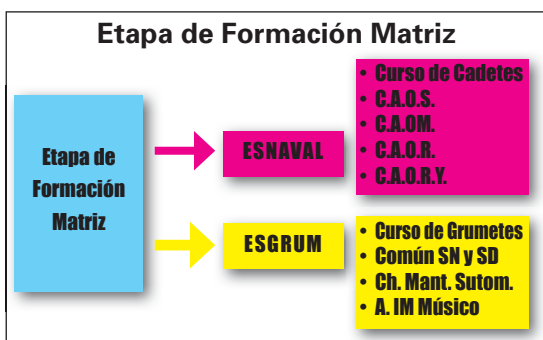 Etapa de Formación Matriz
Etapa de
Formación
Matriz
ESNAVAL
• Curso de Cadetes
• C.A.O.S.
• C.A.OM.
• C.A.O.R.
• C.A.O.R.Y.
ESGRUM
• Curso de Grumetes
• Común SN y SD
• Ch. Mant. Sutom.
• A. IM Músico